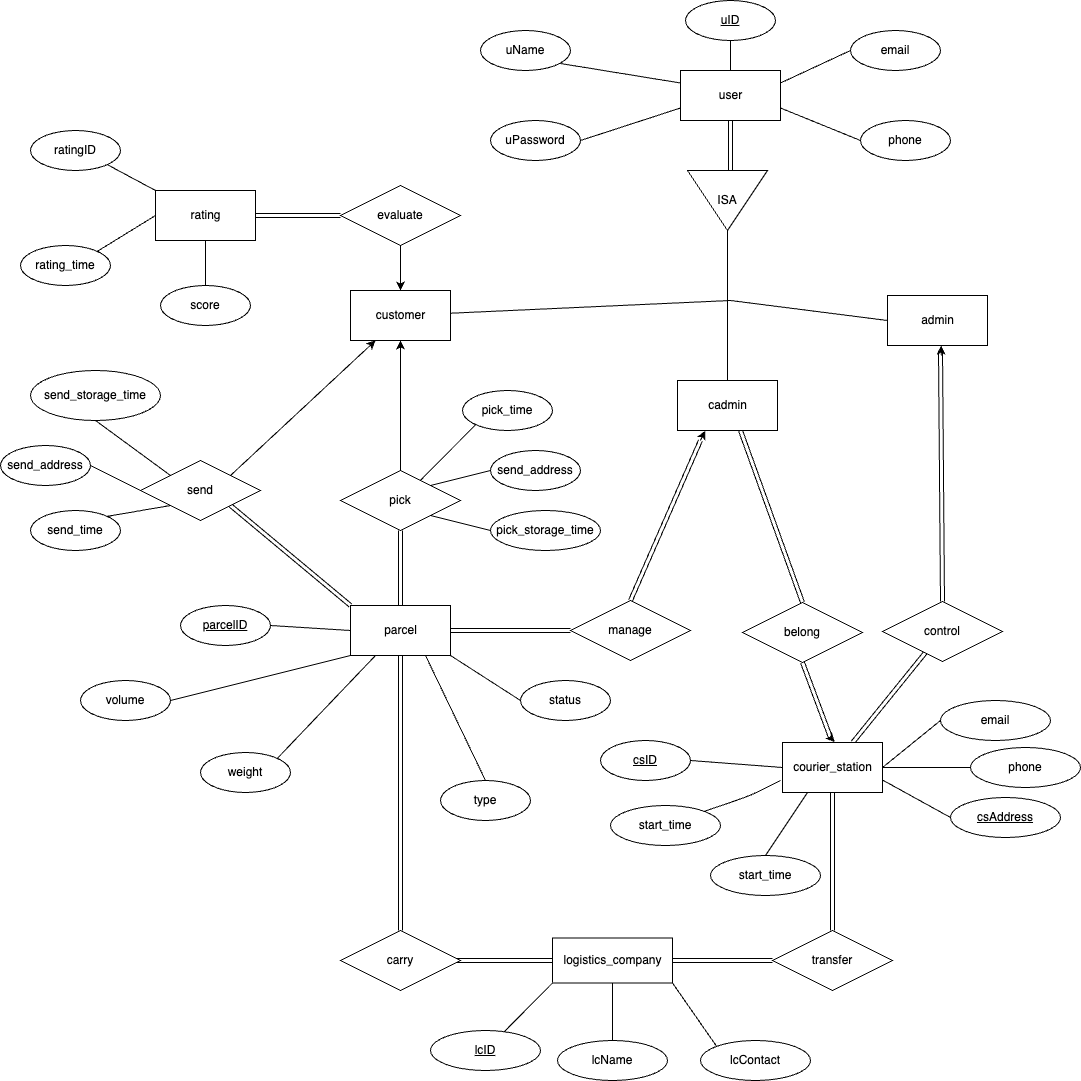 uID
uName
email
user
uPassword
phone
ratingID
ISA
rating
evaluate
rating_time
score
customer
admin
send_storage_time
pick_time
cadmin
send_address
send_address
send
pick
send_time
pick_storage_time
parcelID
parcel
manage
belong
control
volume
status
email
csID
courier_station
phone
weight
type
start_time
csAddress
start_time
carry
logistics_company
transfer
lcID
lcName
lcContact